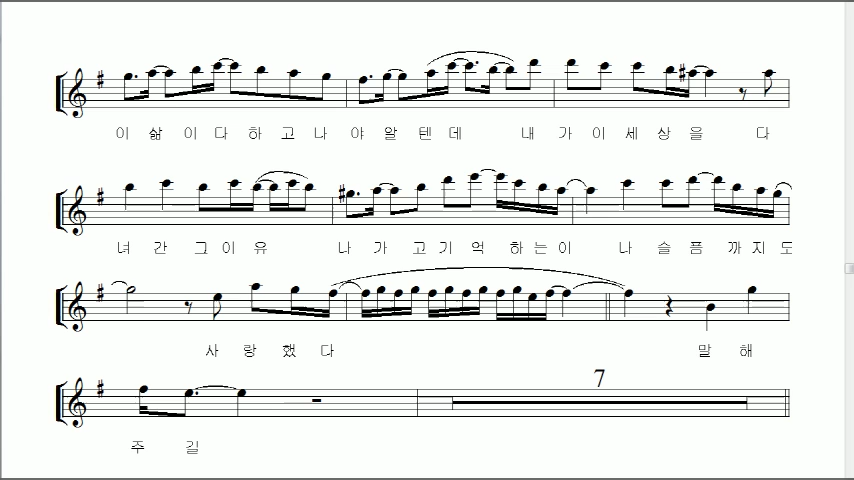 이 삶 이 다 하 고 나 야 알 텐 데 내 가 이 세 상 을 다
녀 간 그 이 유 나 가 고 기 억 하 는 이 나 슬 픔 까 지 도
사 랑 했 다 말 해
7
주 길